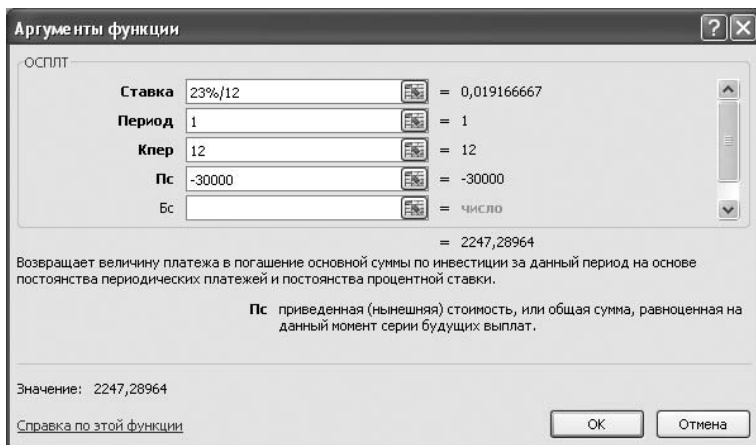 Аргументы функции
ОСПЛТ
Ставка 23%/12 = 0,019166667
Период 1 = 1
Кпер 12 = 12
Пс -30000 = -30000
Бс = число
= 2247,28964
Возвращает величину платежа в погашение основной суммы по инвестиции за данный период на основе
постоянства периодических платежей и постоянства процентной ставки.
Пс приведенная (нынешняя) стоимость, или общая сумма, равноценная на
данный момент серии будущих выплат.
Значение: 2247,28964
Справка по этой функции
ОК Отмена